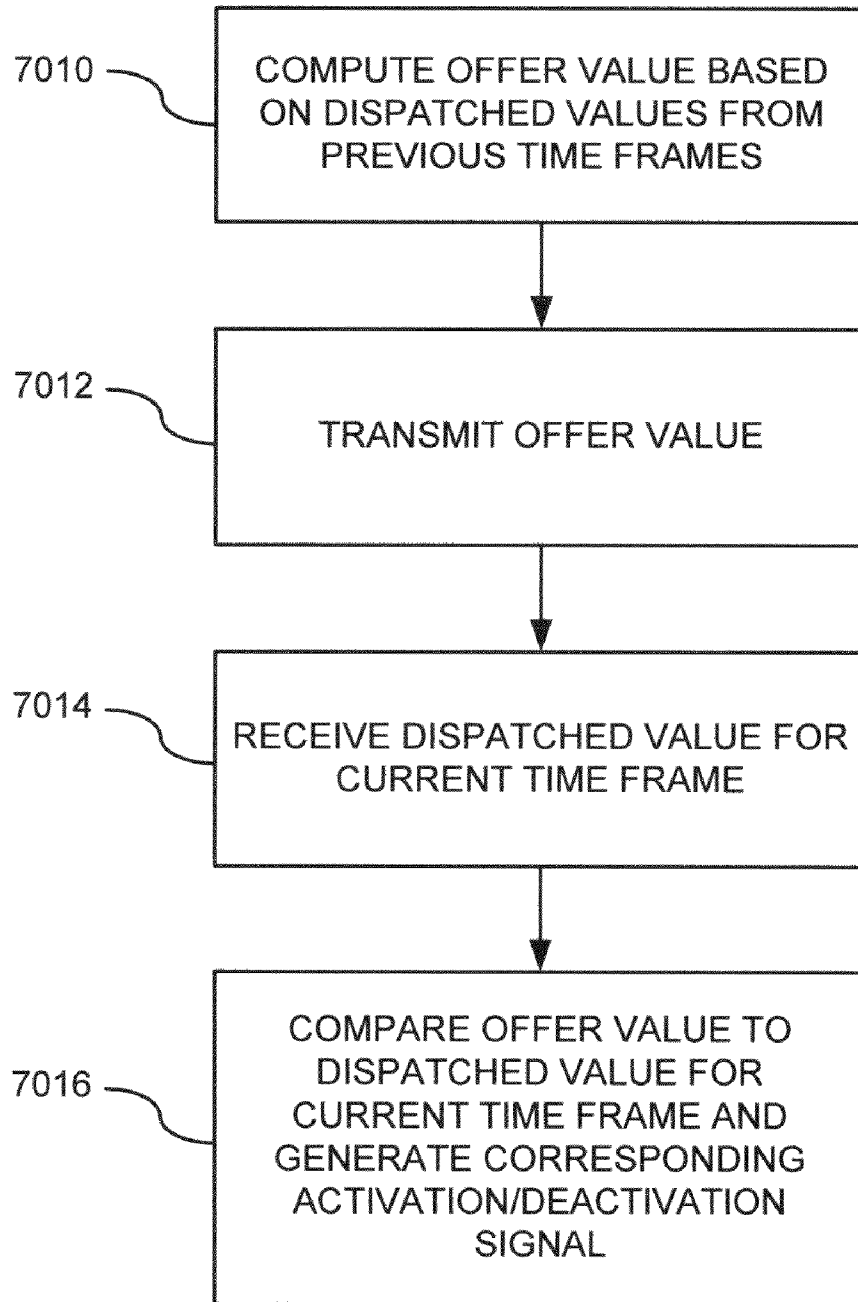 7010
COMPUTE OFFER VALUE BASED
ON DISPATCHED VALUES FROM
PREVIOUS TIME FRAMES
7012
TRANSMIT OFFER VALUE
7014
RECEIVE DISPATCHED VALUE FOR
CURRENT TIME FRAME
7016
COMPARE OFFER VALUE TO
DISPATCHED VALUE FOR
CURRENT TIME FRAME AND
GENERATE CORRESPONDING
ACTIVATION/DEACTIVATION
SIGNAL